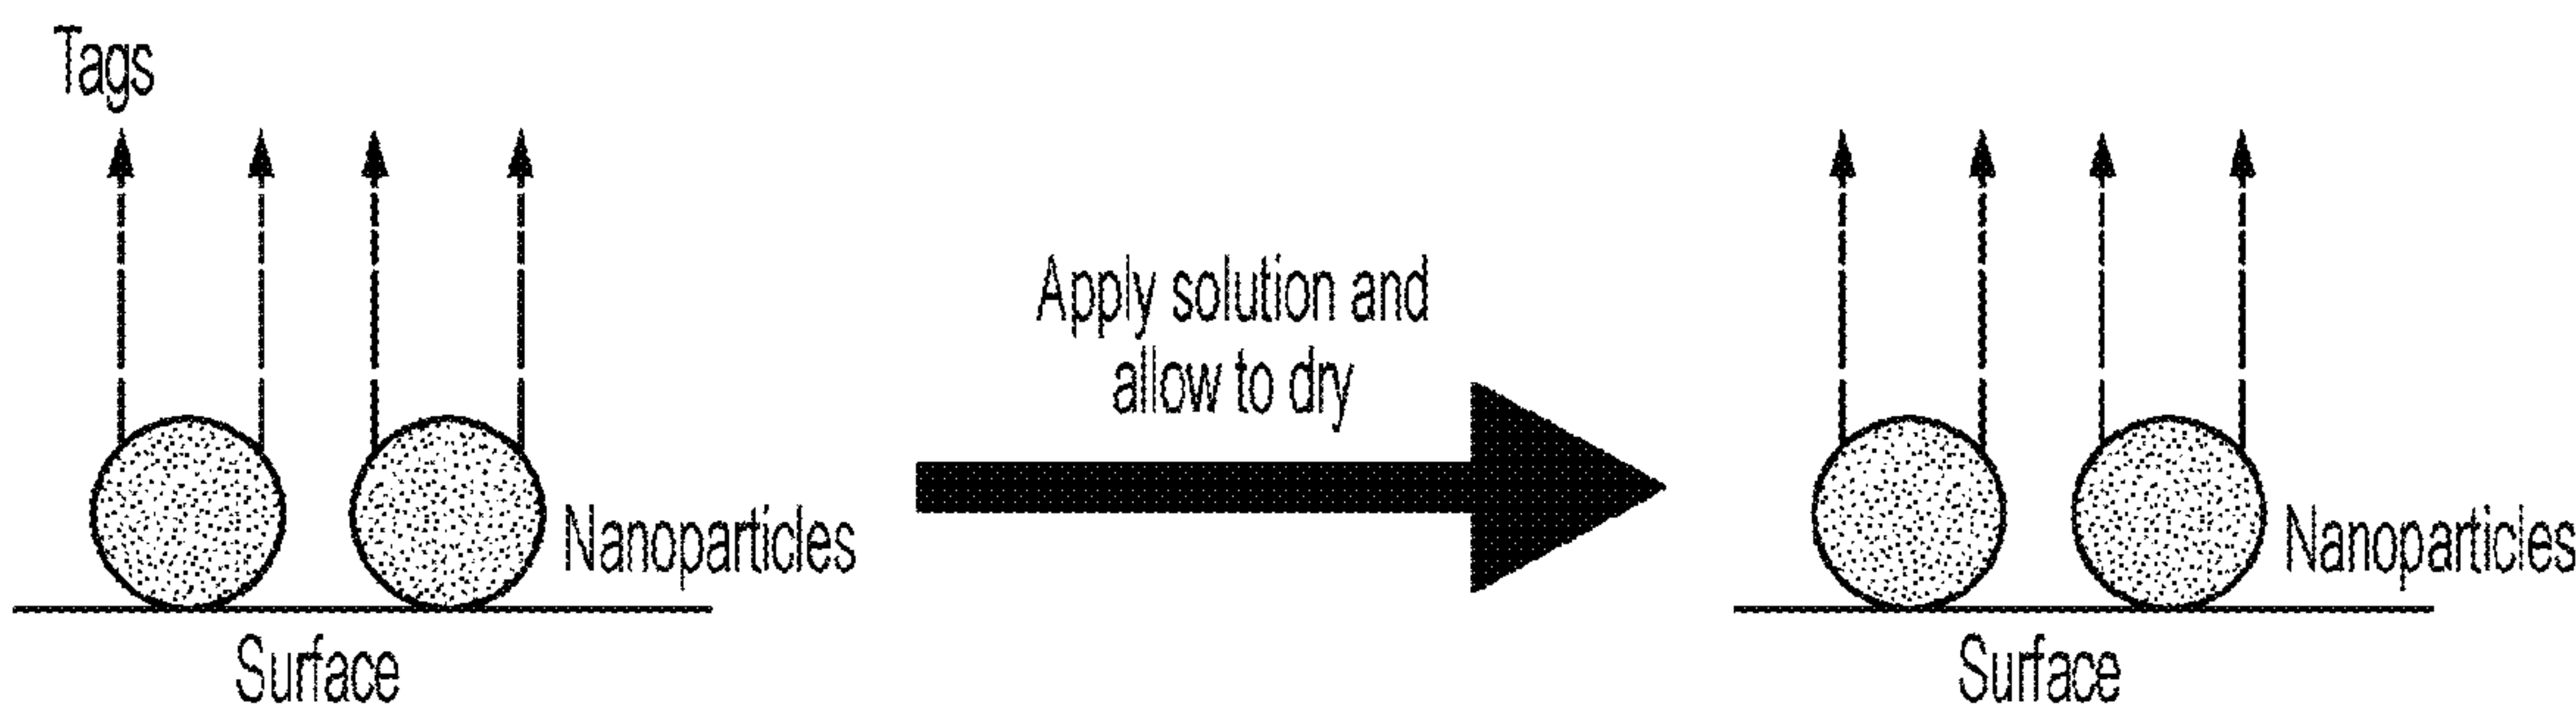 Tags
Nanoparticles
Surface
Apply solution and
allow to dry
Nanoparticles
Surface